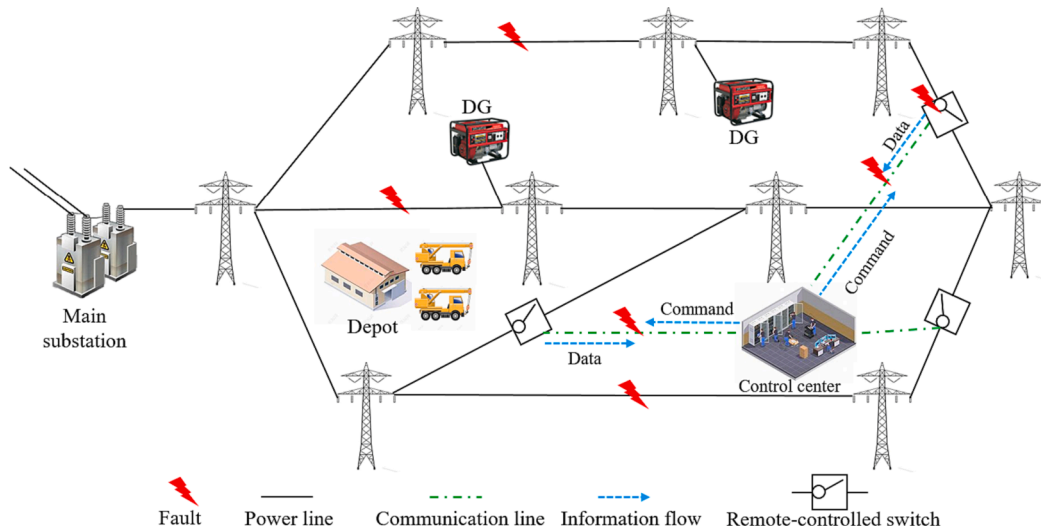 DG
DG
Data
Command
Main
substation
Depot
Command
Data
Control center
Fault
Power line
Communication line
Information flow
Remote-controlled switch